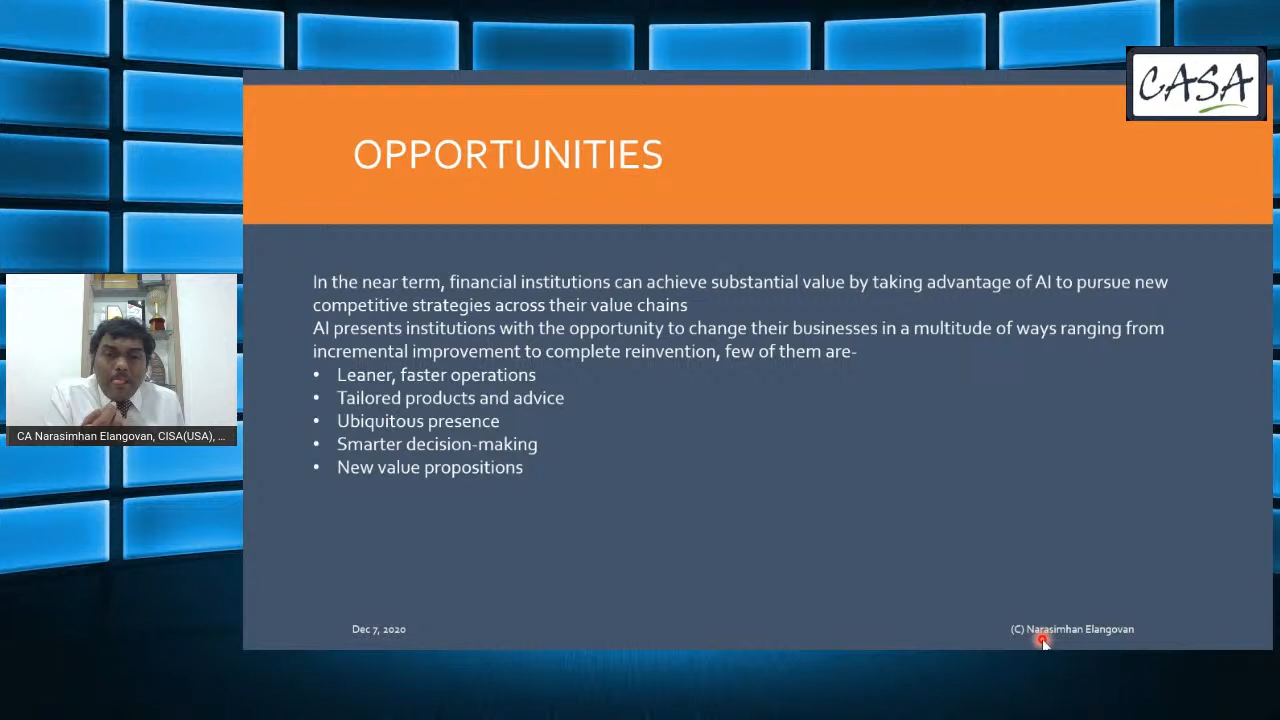 CASA
OPPORTUNITIES
In the near term, financial institutions can achieve substantial value by taking advantage of AI to pursue new
competitive strategies across their value chains
AI presents institutions with the opportunity to change their businesses in a multitude of ways ranging from
incremental improvement to complete reinvention, few of them are-
• Leaner, faster operations
• Tailored products and advice
• Ubiquitous presence
• Smarter decision-making
• New value propositions
CA Narasimhan Elangovan, CISA(USA), ...
Dec 7, 2020
(C) Narasimhan Elangovan